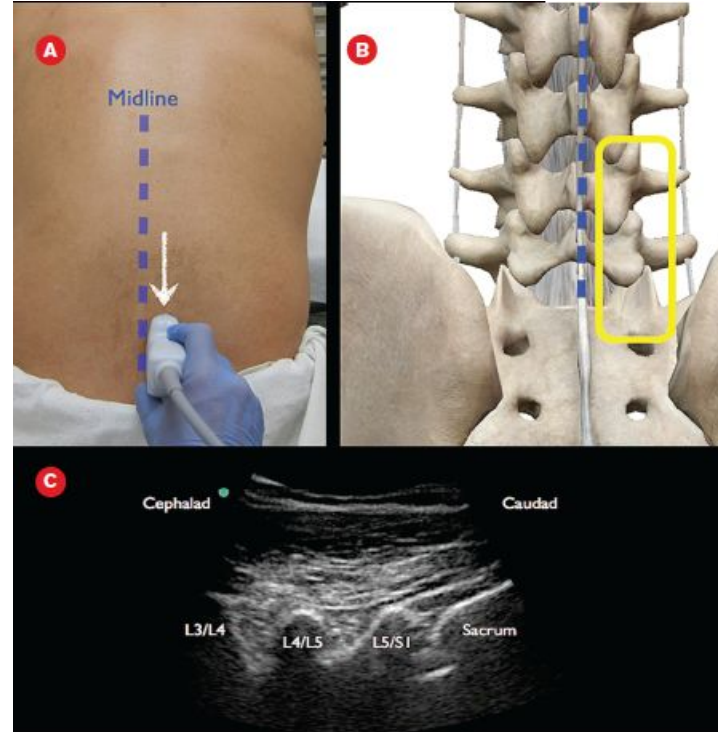 A
Midline
B
C
Cephalad
Caudad
L3/L4
L4/L5
L5/S1
Sacrum